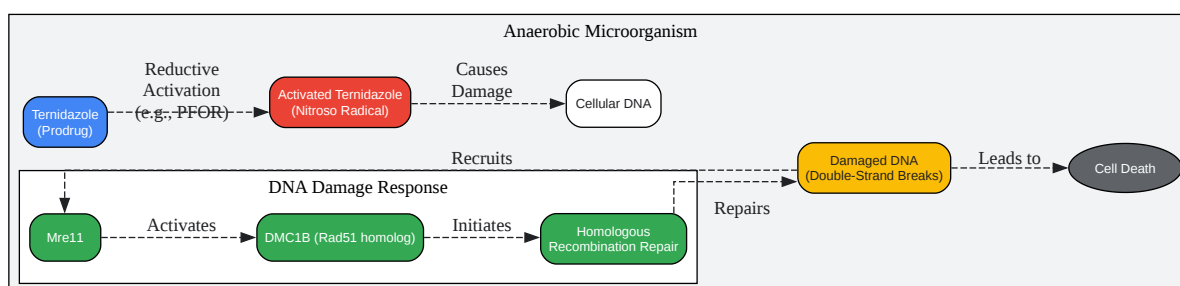 Anaerobic Microorganism
Reductive
Activation
(e.g., PFOR)
Causes
Damage
Ternidazole
(Prodrug)
Activated Ternidazole
(Nitroso Radical)
Cellular DNA
Recruits
Damaged DNA
(Double-Strand Breaks)
Leads to
Cell Death
DNA Damage Response
Repairs
Mre11
Activates
DMC1B (Rad51 homolog)
Initiates
Homologous
Recombination Repair